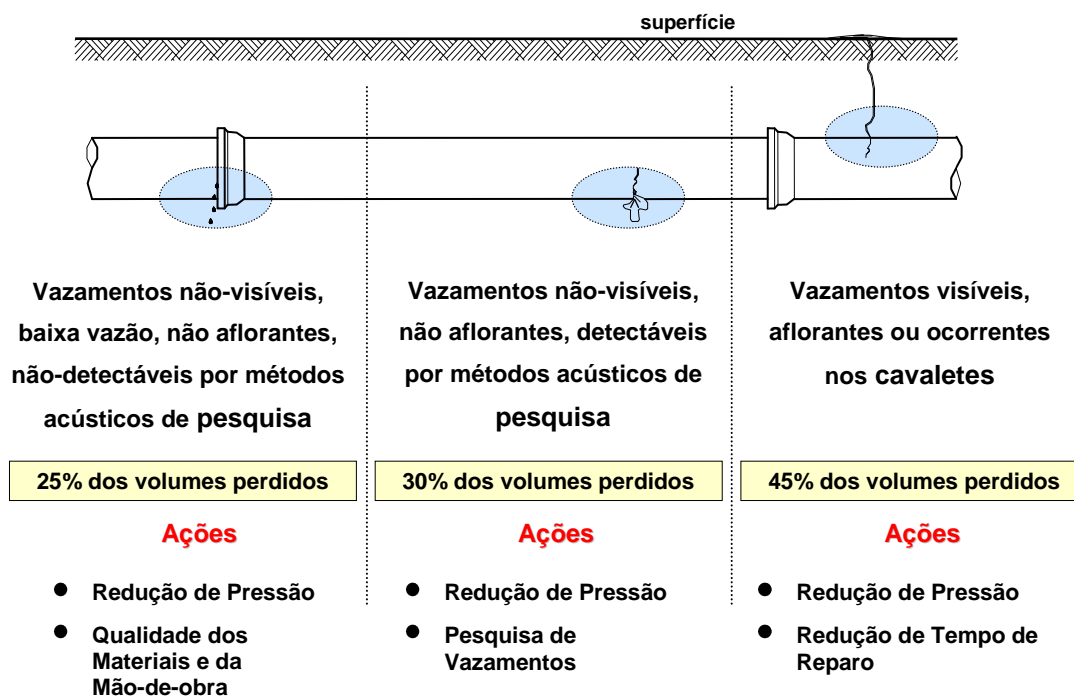 superfície
Vazamentos não-visíveis,
baixa vazão, não aflorantes,
não-detectáveis por métodos
acústicos de pesquisa
25% dos volumes perdidos
Ações
● Redução de Pressão
● Qualidade dos
Materiais e da
Mão-de-obra
Vazamentos não-visíveis,
não aflorantes, detectáveis
por métodos acústicos de
pesquisa
30% dos volumes perdidos
Ações
● Redução de Pressão
● Pesquisa de
Vazamentos
Vazamentos visíveis,
aflorantes ou ocorrentes
nos cavaletes
45% dos volumes perdidos
Ações
● Redução de Pressão
● Redução de Tempo de
Reparo